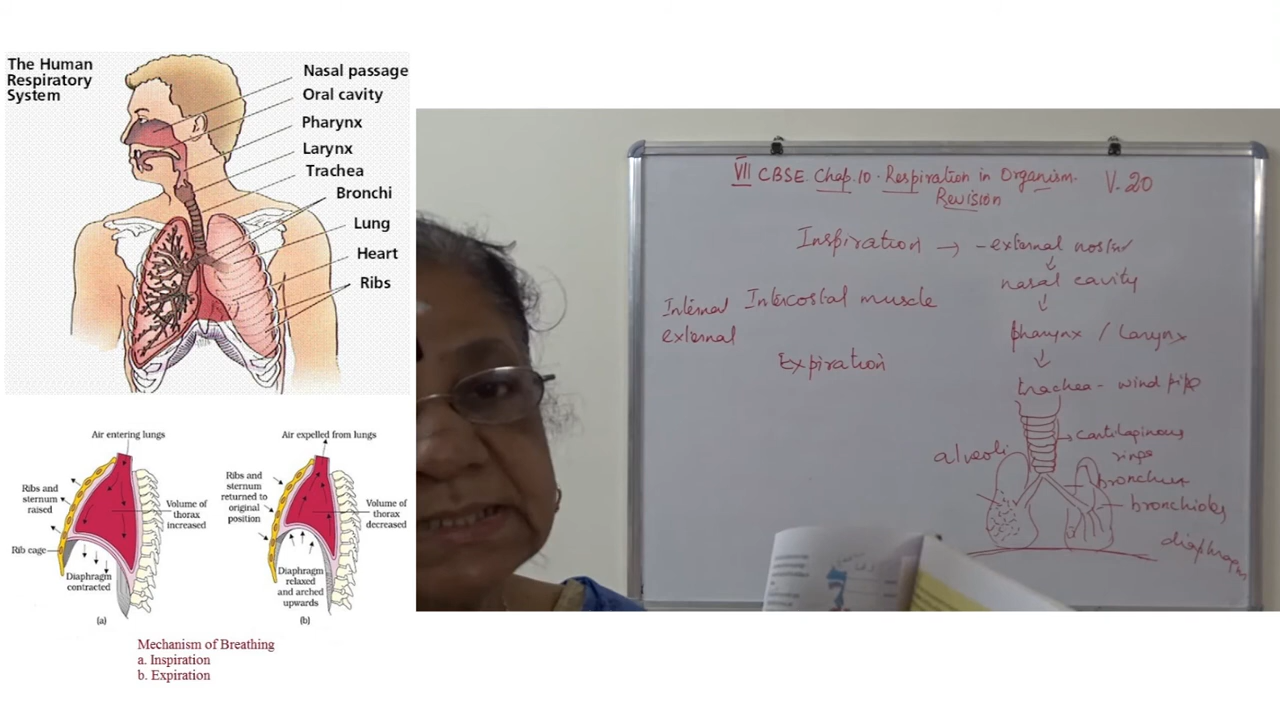 The Human
Respiratory
System
Nasal passage
Oral cavity
Pharynx
Larynx
Trachea
Bronchi
Lung
Heart
Ribs
Air entering lungs
Ribs and
sternum
raised
Volume of
thorax
increased
Rib cage
Diaphragm
contracted
(a)
Air expelled from lungs
Ribs and
sternum
returned to
original
position
Volume of
thorax
decreased
Diaphragm
relaxed
and arched
upwards
(b)
Mechanism of Breathing
a. Inspiration
b. Expiration
VII CBSE Chap.10. Respiration in Organism
Revision
V.20
Inspiration → - external
↓
nasal cavity
↓
Internal Intercostal muscle
external
pharynx / Larynx
↓
Expiration
trachea - wind pipe
alveoli
rings
bronchus
bronchioles
diaphragm